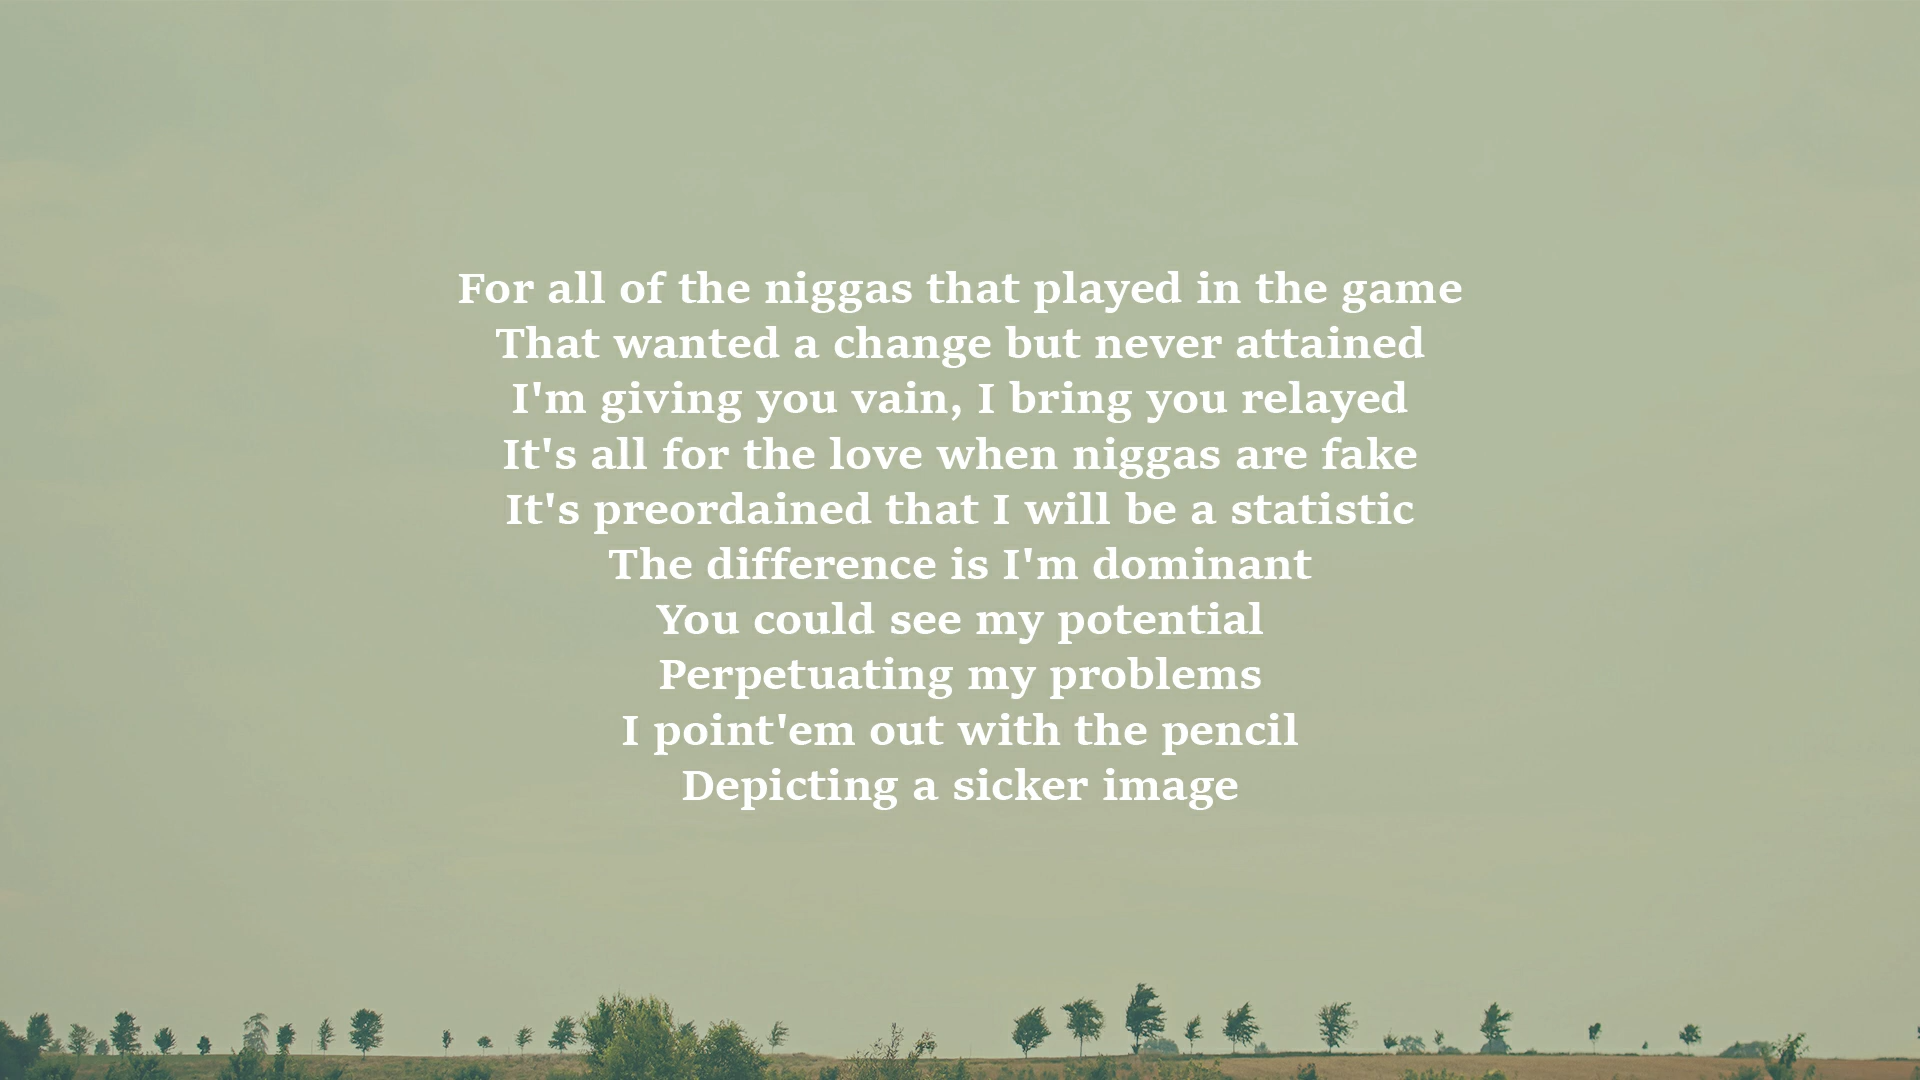 For all of the niggas that played in the game
That wanted a change but never attained
I'm giving you vain, I bring you relayed
It's all for the love when niggas are fake
It's preordained that I will be a statistic
The difference is I'm dominant
You could see my potential
Perpetuating my problems
I point'em out with the pencil
Depicting a sicker image